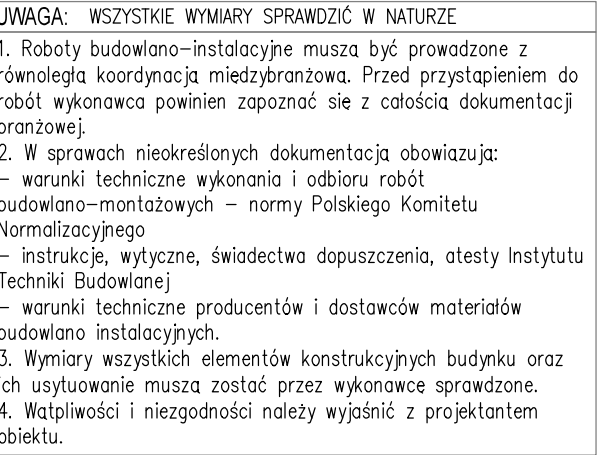 UWAGA: WSZYSTKIE WYMIARY SPRAWDZIĆ W NATURZE
1. Roboty budowlano-instalacyjne muszą być prowadzone z
równoległą koordynacją międzybranżową. Przed przystąpieniem do
robót wykonawca powinien zapoznać się z całością dokumentacji
branżowej.
2. W sprawach nieokreślonych dokumentacją obowiązują:
– warunki techniczne wykonania i odbioru robót
budowlano-montażowych – normy Polskiego Komitetu
Normalizacyjnego
– instrukcje, wytyczne, świadectwa dopuszczenia, atesty Instytutu
Techniki Budowlanej
– warunki techniczne producentów i dostawców materiałów
budowlano instalacyjnych.
3. Wymiary wszystkich elementów konstrukcyjnych budynku oraz
ich usytuowanie muszą zostać przez wykonawcę sprawdzone.
4. Wątpliwości i niezgodności należy wyjaśnić z projektantem
obiektu.